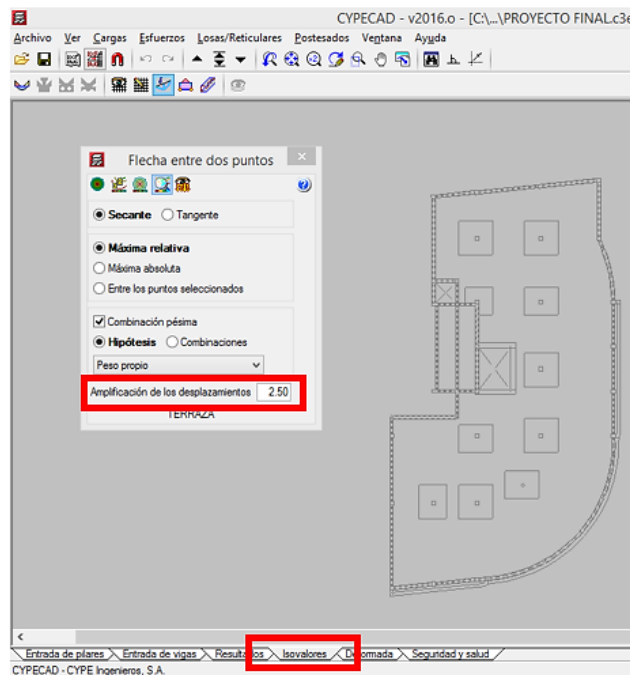 CYPECAD - v2016.o - [C:\...\PROYECTO FINAL.c3e
Archivo Ver Cargas Esfuerzos Losas/Reticulares Postesados Ventana Ayuda
Flecha entre dos puntos
Secante Tangente
Máxima relativa
Máxima absoluta
Entre los puntos seleccionados
Combinación pésima
Hipótesis Combinaciones
Peso propio
Amplificación de los desplazamientos 2.50
TERRAZA
Entrada de pilares Entrada de vigas Resultados Isovalores Deformada Seguridad y salud
CYPECAD - CYPE Ingenieros, S.A.